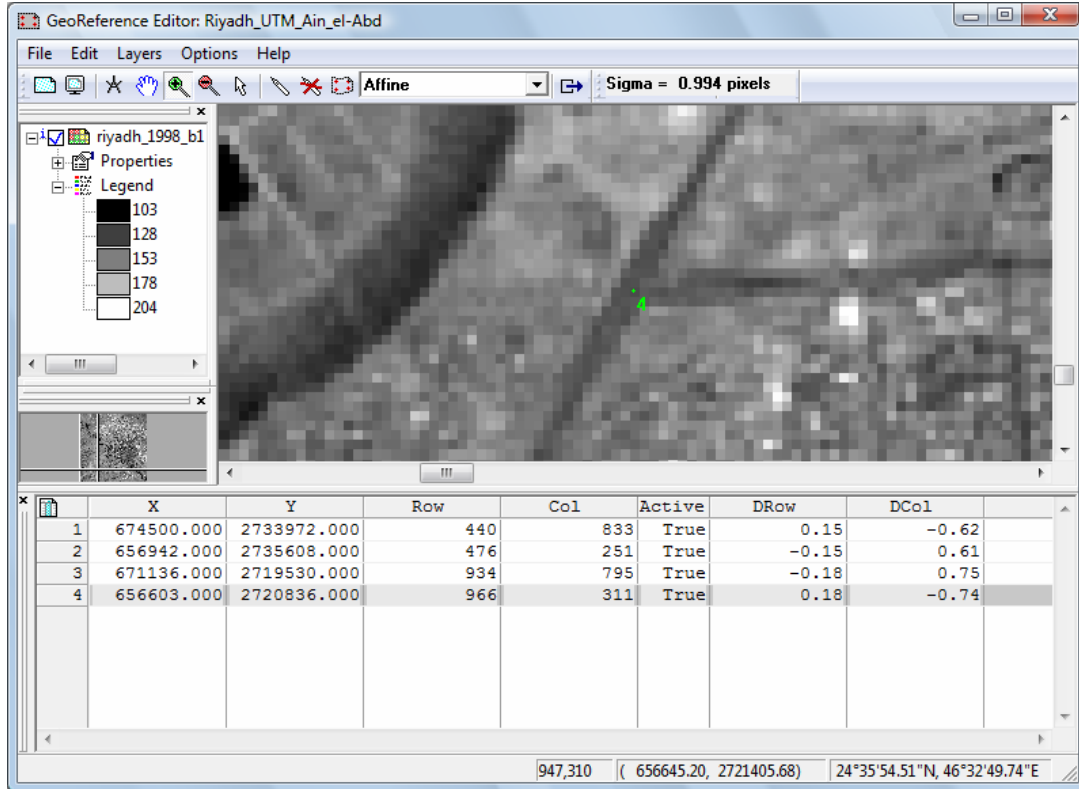 GeoReference Editor: Riyadh_UTM_Ain_el-Abd
File Edit Layers Options Help
Affine Sigma = 0.994 pixels
riyadh_1998_b1
Properties
Legend
103
128
153
178
204
4
X Y Row Col Active DRow DCol
1 674500.000 2733972.000 440 833 True 0.15 -0.62
2 656942.000 2735608.000 476 251 True -0.15 0.61
3 671136.000 2719530.000 934 795 True -0.18 0.75
4 656603.000 2720836.000 966 311 True 0.18 -0.74
947,310 ( 656645.20, 2721405.68) 24°35'54.51"N, 46°32'49.74"E